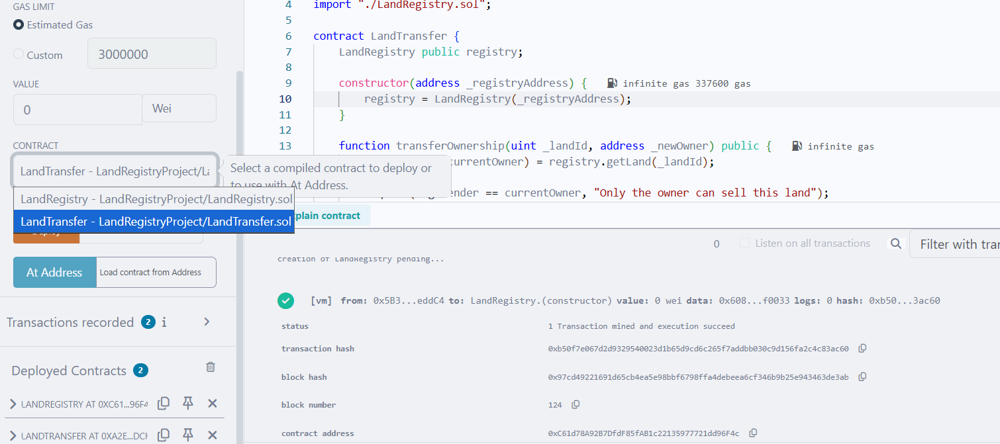 GAS LIMIT
Estimated Gas
Custom
3000000
VALUE
0
Wei
CONTRACT
LandTransfer - LandRegistryProject/La
Select a compiled contract to deploy or
to use with At Address.
LandRegistry - LandRegistryProject/LandRegistry.sol
LandTransfer - LandRegistryProject/LandTransfer.sol
Deploy
At Address
Load contract from Address
Transactions recorded 2 i
Deployed Contracts 2
LANDREGISTRY AT 0XC61...96F4
LANDTRANSFER AT 0XA2E...DCF
4 import "./LandRegistry.sol";
5
6 contract LandTransfer {
7 LandRegistry public registry;
8
9 constructor(address _registryAddress) { infinite gas 337600 gas
10 registry = LandRegistry(_registryAddress);
11 }
12
13 function transferOwnership(uint _landId, address _newOwner) public { infinite gas
currentOwner) = registry.getLand(_landId);
ender == currentOwner, "Only the owner can sell this land");
plain contract
0
Listen on all transactions
Filter with tran
creation of LandRegistry pending...
[vm] from: 0x5B3...eddC4 to: LandRegistry.(constructor) value: 0 wei data: 0x608...f0033 logs: 0 hash: 0xb50...3ac60
status 1 Transaction mined and execution succeed
transaction hash 0xb50f7e067d2d9329540023d1b65d9cd6c265f7addbb030c9d156fa2c4c83ac60
block hash 0x97cd49221691d65cb4ea5e98bbf6798ffa4debeea6cf346b9b25e943463de3ab
block number 124
contract address 0xC61d78A92B7DfdF85fAB1c22135977721dd96F4c